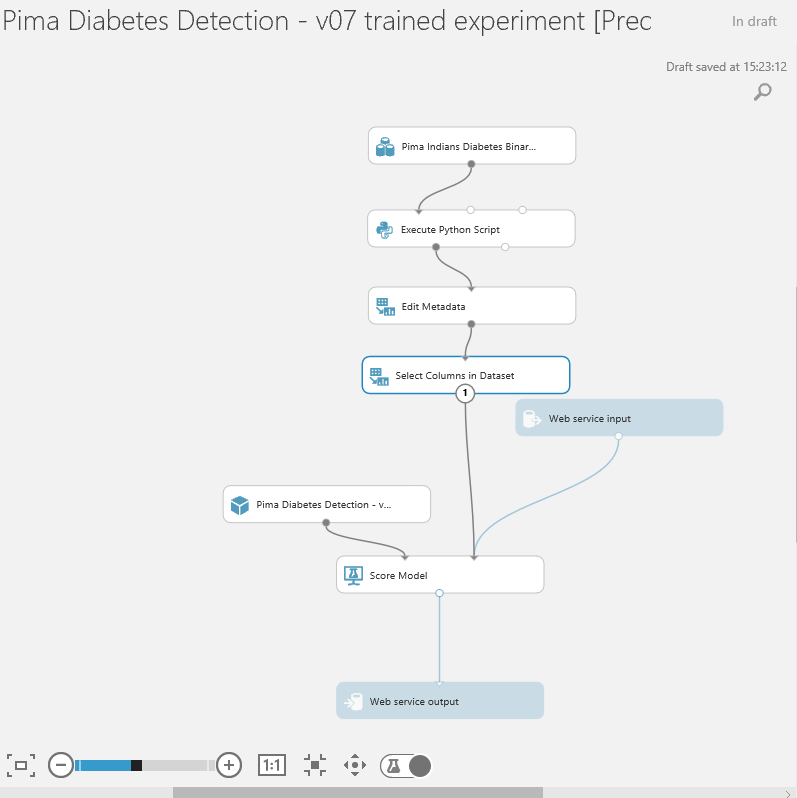 Pima Diabetes Detection - v07 trained experiment [Prec
In draft
Draft saved at 15:23:12
Pima Indians Diabetes Binar...
Execute Python Script
Edit Metadata
Select Columns in Dataset
1
Web service input
Pima Diabetes Detection - v...
Score Model
Web service output
1:1